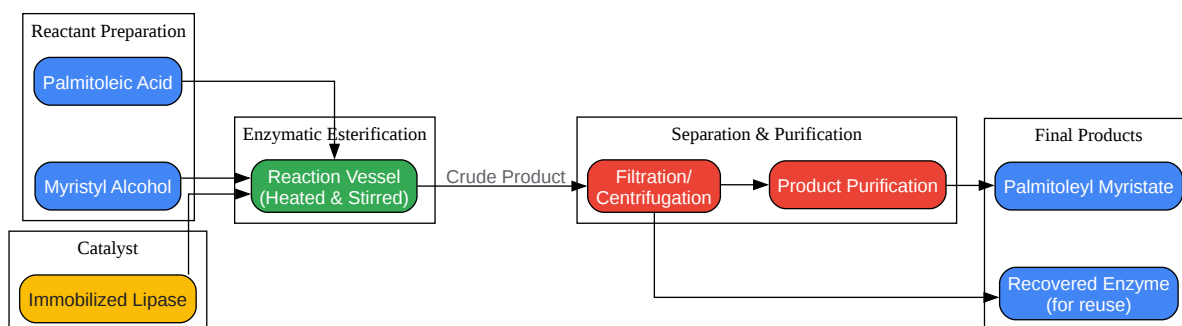 Reactant Preparation
Palmitoleic Acid
Myristyl Alcohol
Catalyst
Immobilized Lipase
Enzymatic Esterification
Reaction Vessel
(Heated & Stirred)
Crude Product
Separation & Purification
Filtration/
Centrifugation
Product Purification
Final Products
Palmitoleyl Myristate
Recovered Enzyme
(for reuse)